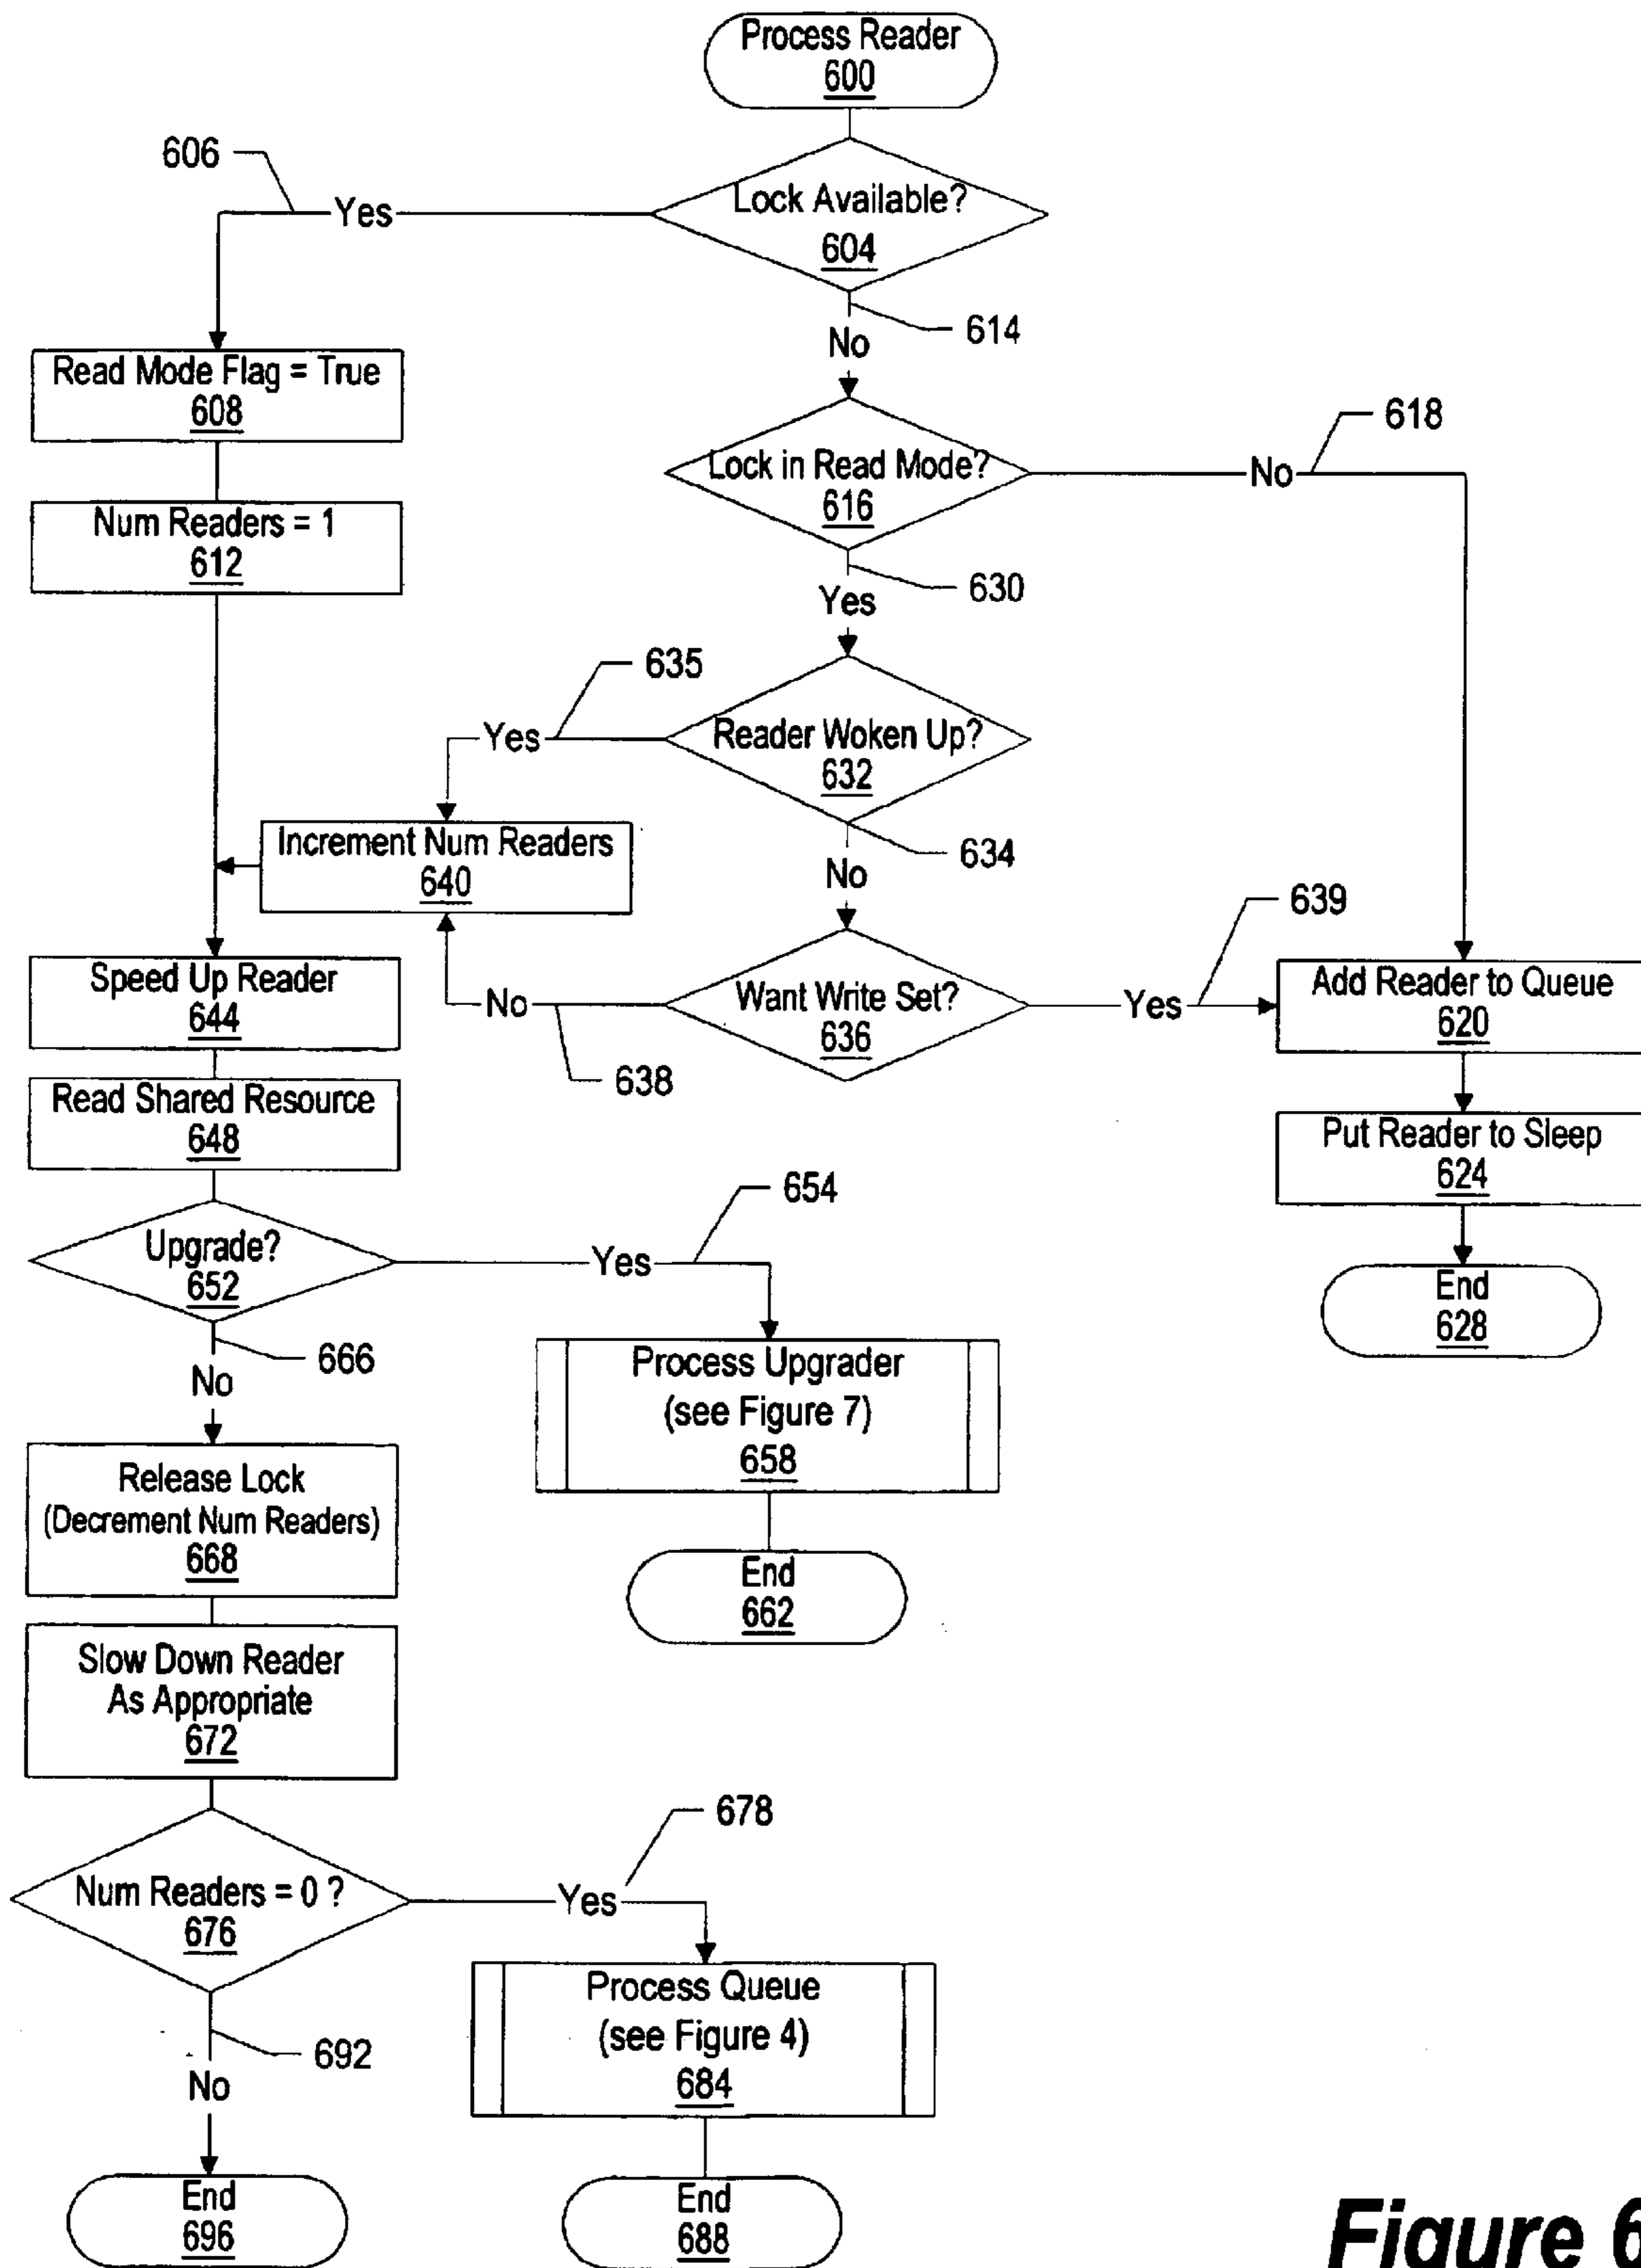 Process Reader
600
606
Yes
Lock Available?
604
614
No
Read Mode Flag = True
608
618
Lock in Read Mode?
616
No
Num Readers = 1
612
630
Yes
635
Yes
Reader Woken Up?
632
Increment Num Readers
640
634
No
639
Speed Up Reader
644
No
Want Write Set?
636
Yes
Add Reader to Queue
620
638
Read Shared Resource
648
Put Reader to Sleep
624
654
Upgrade?
652
Yes
End
628
666
No
Process Upgrader
(see Figure 7)
658
Release Lock
(Decrement Num Readers)
668
End
662
Slow Down Reader
As Appropriate
672
678
Num Readers = 0 ?
676
Yes
Process Queue
(see Figure 4)
684
692
No
End
696
End
688
Figure 6